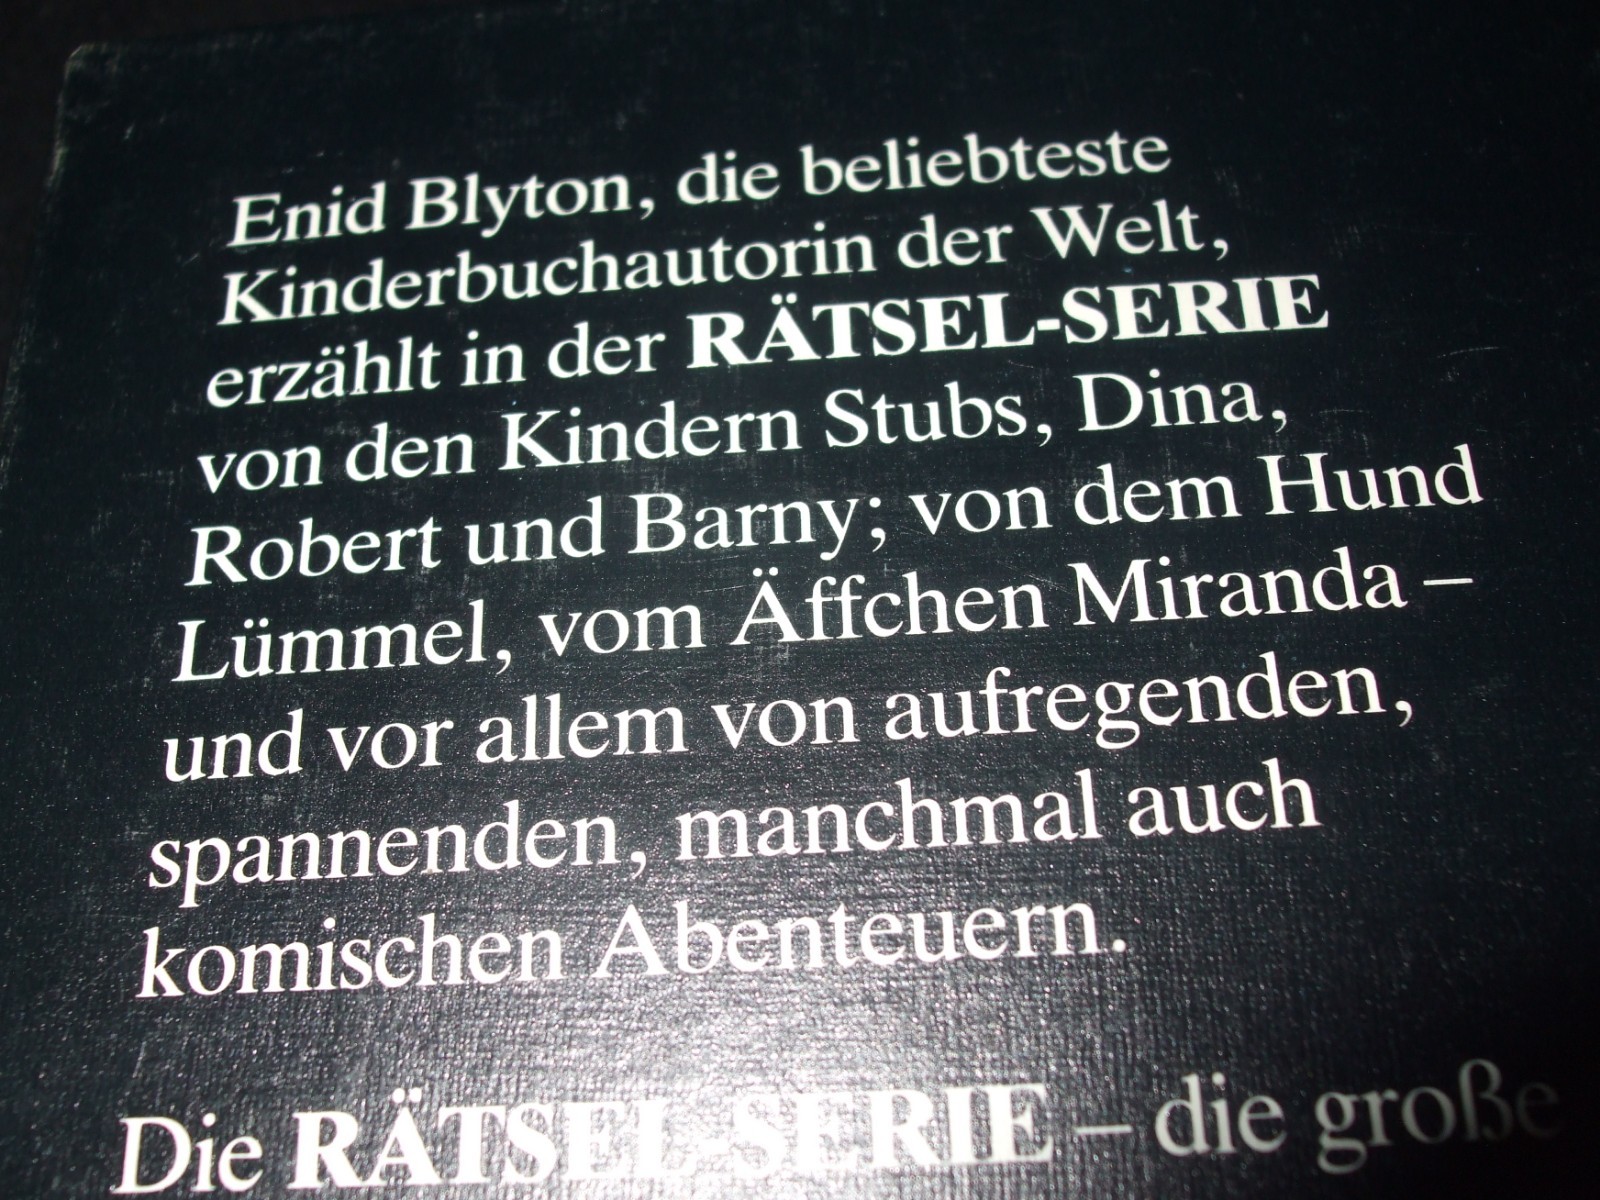 Enid Blyton, die beliebteste
Kinderbuchautorin der Welt,
erzählt in der RÄTSEL-SERIE
von den Kindern Stubs, Dina,
Robert und Barny; von dem Hund
Lümmel, vom Äffchen Miranda –
und vor allem von aufregenden,
spannenden, manchmal auch
komischen Abenteuern.
Die RÄTSEL-SERIE – die große